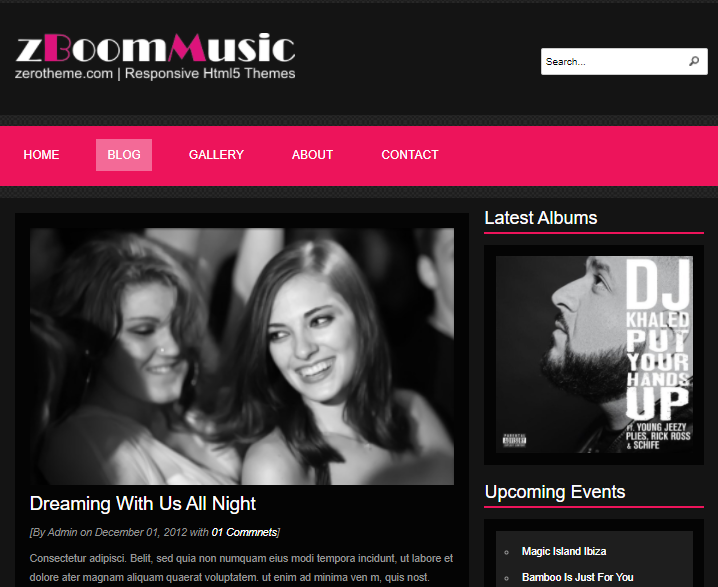 zBoomMusic
zerotheme.com | Responsive Html5 Themes
Search...
HOME BLOG GALLERY ABOUT CONTACT
Dreaming With Us All Night
[By Admin on December 01, 2012 with 01 Commnets]
Consectetur adipisci. Belit, sed quia non numquam eius modi tempora incidunt, ut labore et
dolore ater magnam aliquam quaerat voluptatem. ut enim ad minima ven m, quis nost.
Latest Albums
DJ
KHALED
PUT
YOUR
HANDS
UP
FT. YOUNG JEEZY
PLIES, RICK ROSS
& SCHIFE
PARENTAL
ADVISORY
Upcoming Events
Magic Island Ibiza
Bamboo Is Just For You